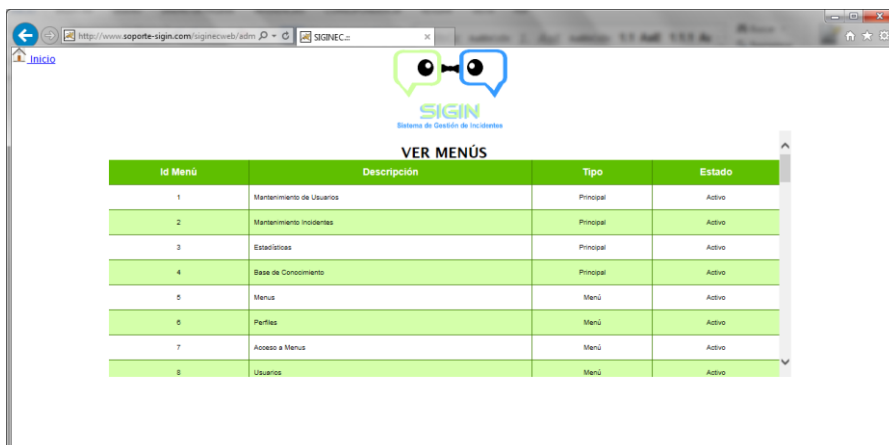 http://www.soporte-sigin.com/siginecweb/adm
SIGINEC.::
Inicio
SIGIN
Sistema de Gestión de Incidentes
VER MENÚS
Id Menú Descripción Tipo Estado
1 Mantenimiento de Usuarios Principal Activo
2 Mantenimiento Incidentes Principal Activo
3 Estadísticas Principal Activo
4 Base de Conocimiento Principal Activo
5 Menus Menú Activo
6 Perfiles Menú Activo
7 Acceso a Menus Menú Activo
8 Usuarios Menú Activo